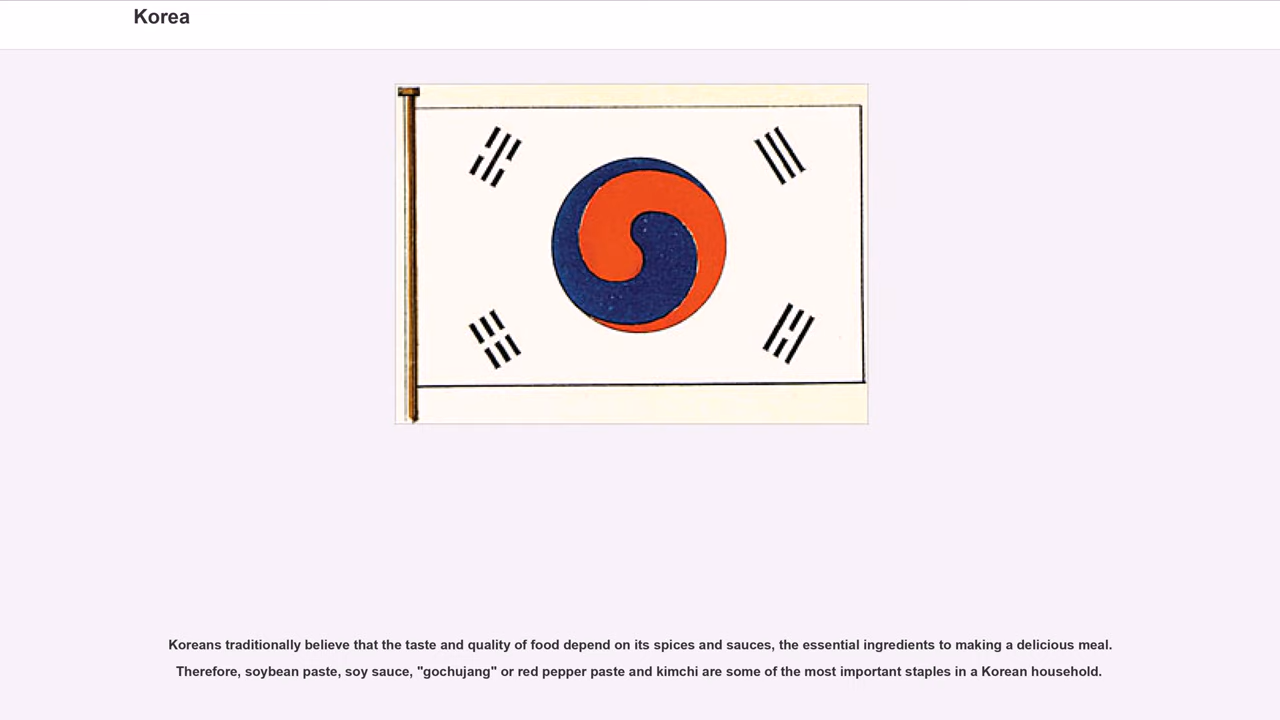 Korea
Koreans traditionally believe that the taste and quality of food depend on its spices and sauces, the essential ingredients to making a delicious meal.
Therefore, soybean paste, soy sauce, "gochujang" or red pepper paste and kimchi are some of the most important staples in a Korean household.